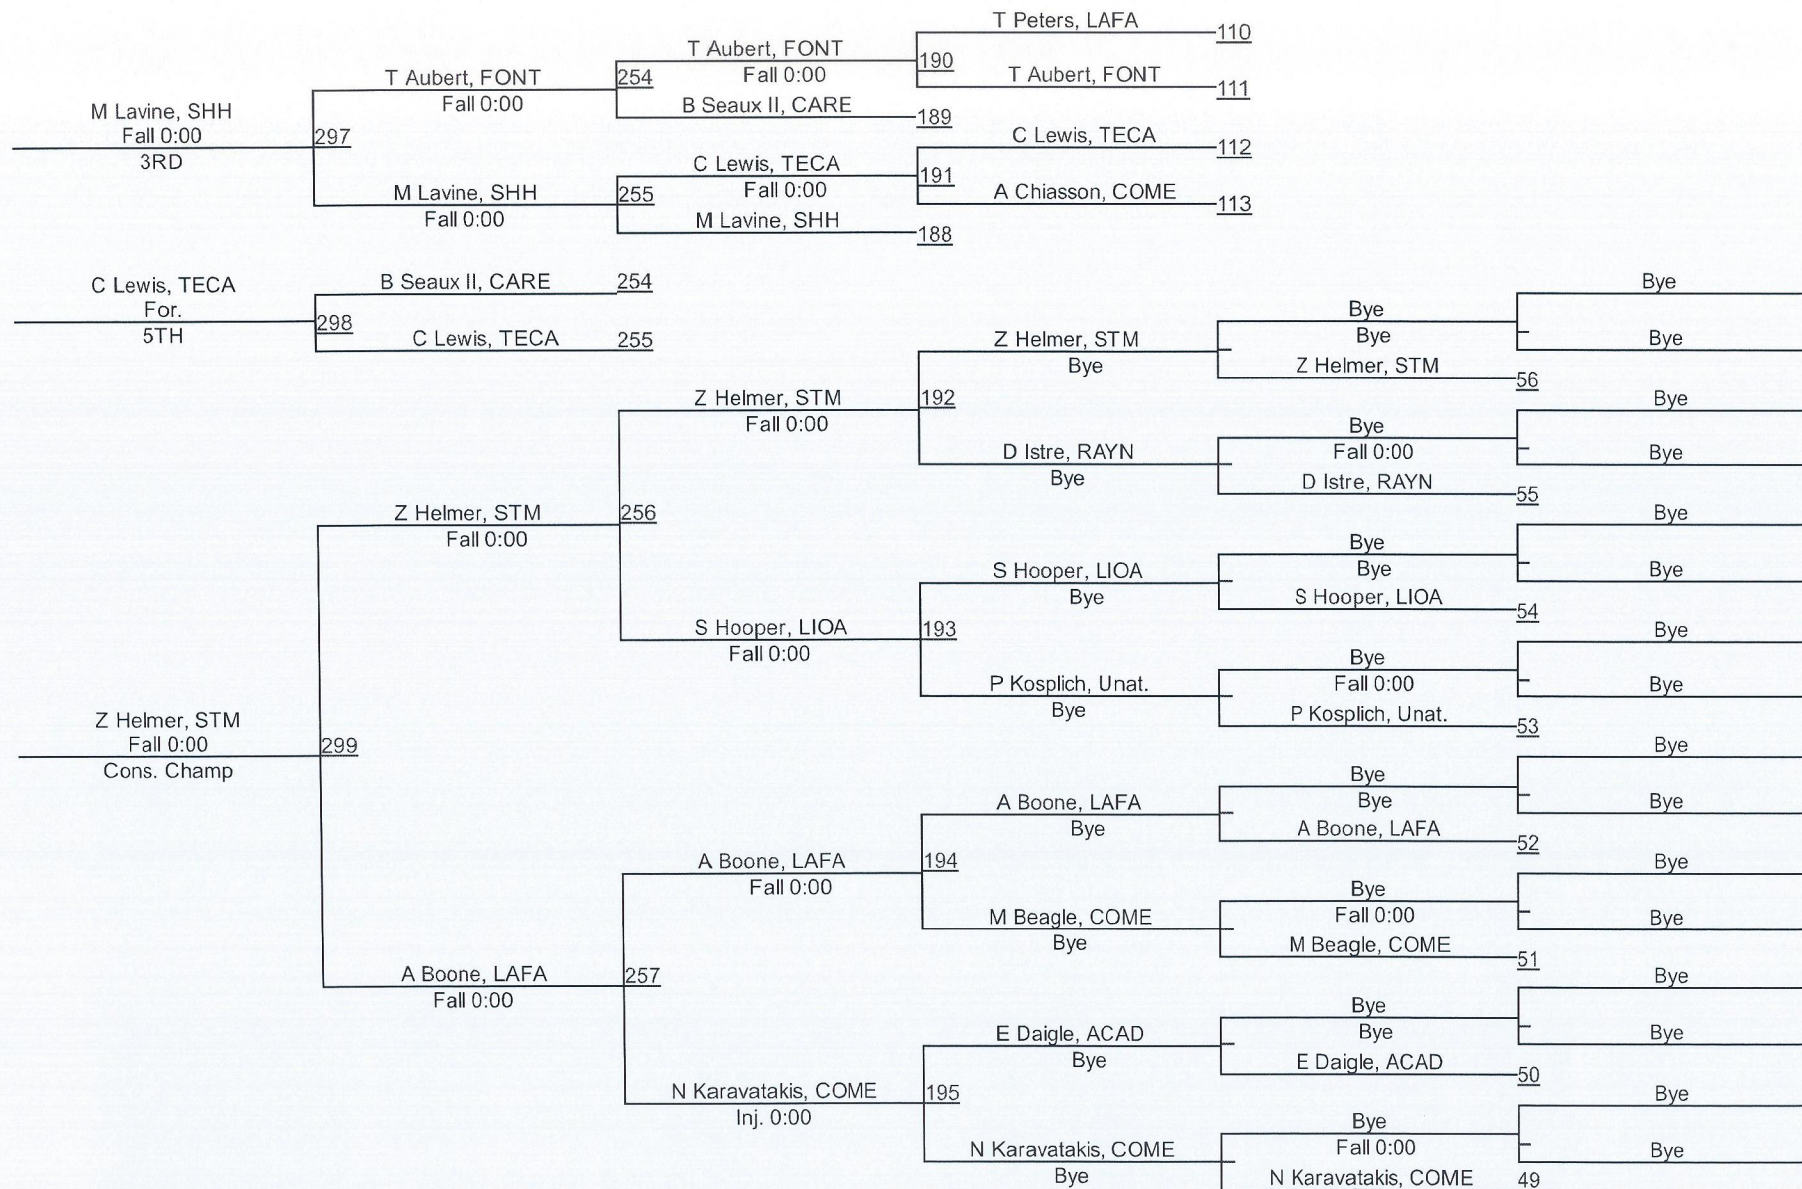 T Peters, LAFA
110
T Aubert, FONT
Fall 0:00
190
T Aubert, FONT
111
T Aubert, FONT
Fall 0:00
254
B Seaux II, CARE
189
M Lavine, SHH
Fall 0:00
3RD
297
C Lewis, TECA
112
C Lewis, TECA
Fall 0:00
191
A Chiasson, COME
113
M Lavine, SHH
Fall 0:00
255
M Lavine, SHH
188
C Lewis, TECA
For.
5TH
298
B Seaux II, CARE
254
C Lewis, TECA
255
Bye
Bye
Bye
Bye
Z Helmer, STM
Bye
Z Helmer, STM
56
Z Helmer, STM
Fall 0:00
192
Bye
Bye
Fall 0:00
Bye
D Istre, RAYN
Bye
D Istre, RAYN
55
Z Helmer, STM
Fall 0:00
256
Bye
Bye
Bye
Bye
S Hooper, LIOA
Bye
S Hooper, LIOA
54
S Hooper, LIOA
Fall 0:00
193
Bye
Bye
Fall 0:00
Bye
P Kosplich, Unat.
Bye
P Kosplich, Unat.
53
Z Helmer, STM
Fall 0:00
Cons. Champ
299
Bye
Bye
Bye
Bye
A Boone, LAFA
Bye
A Boone, LAFA
52
A Boone, LAFA
Fall 0:00
194
Bye
Bye
Fall 0:00
Bye
M Beagle, COME
Bye
M Beagle, COME
51
A Boone, LAFA
Fall 0:00
257
Bye
Bye
Bye
Bye
E Daigle, ACAD
Bye
E Daigle, ACAD
50
N Karavatakis, COME
Inj. 0:00
195
Bye
Bye
Fall 0:00
Bye
N Karavatakis, COME
Bye
N Karavatakis, COME
49